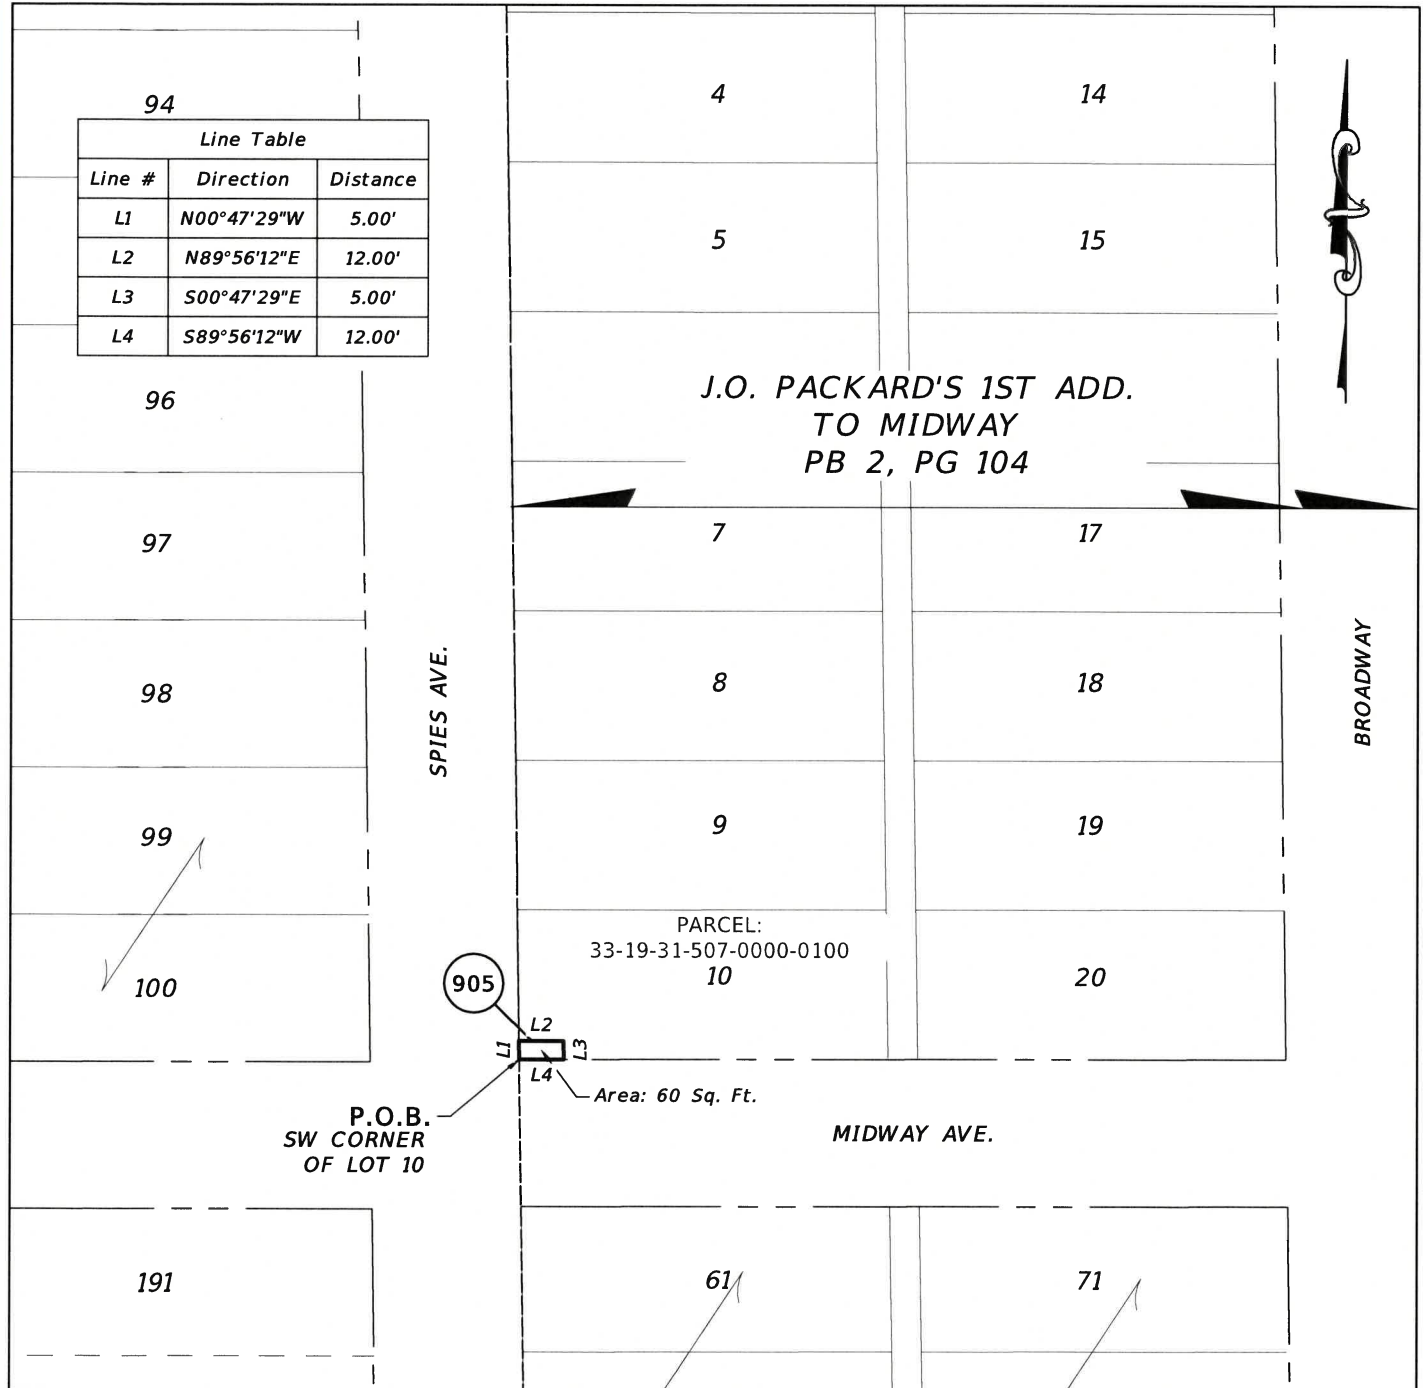 94
Line Table
Line # Direction Distance
L1 N00°47'29"W 5.00'
L2 N89°56'12"E 12.00'
L3 S00°47'29"E 5.00'
L4 S89°56'12"W 12.00'
96
97
98
99
100
191
SPIES AVE.
4
14
5
15
J.O. PACKARD'S 1ST ADD.
TO MIDWAY
PB 2, PG 104
7
17
8
18
9
19
PARCEL:
33-19-31-507-0000-0100
10
20
BROADWAY
905
L2
L1
L3
L4
Area: 60 Sq. Ft.
P.O.B.
SW CORNER
OF LOT 10
MIDWAY AVE.
61
71